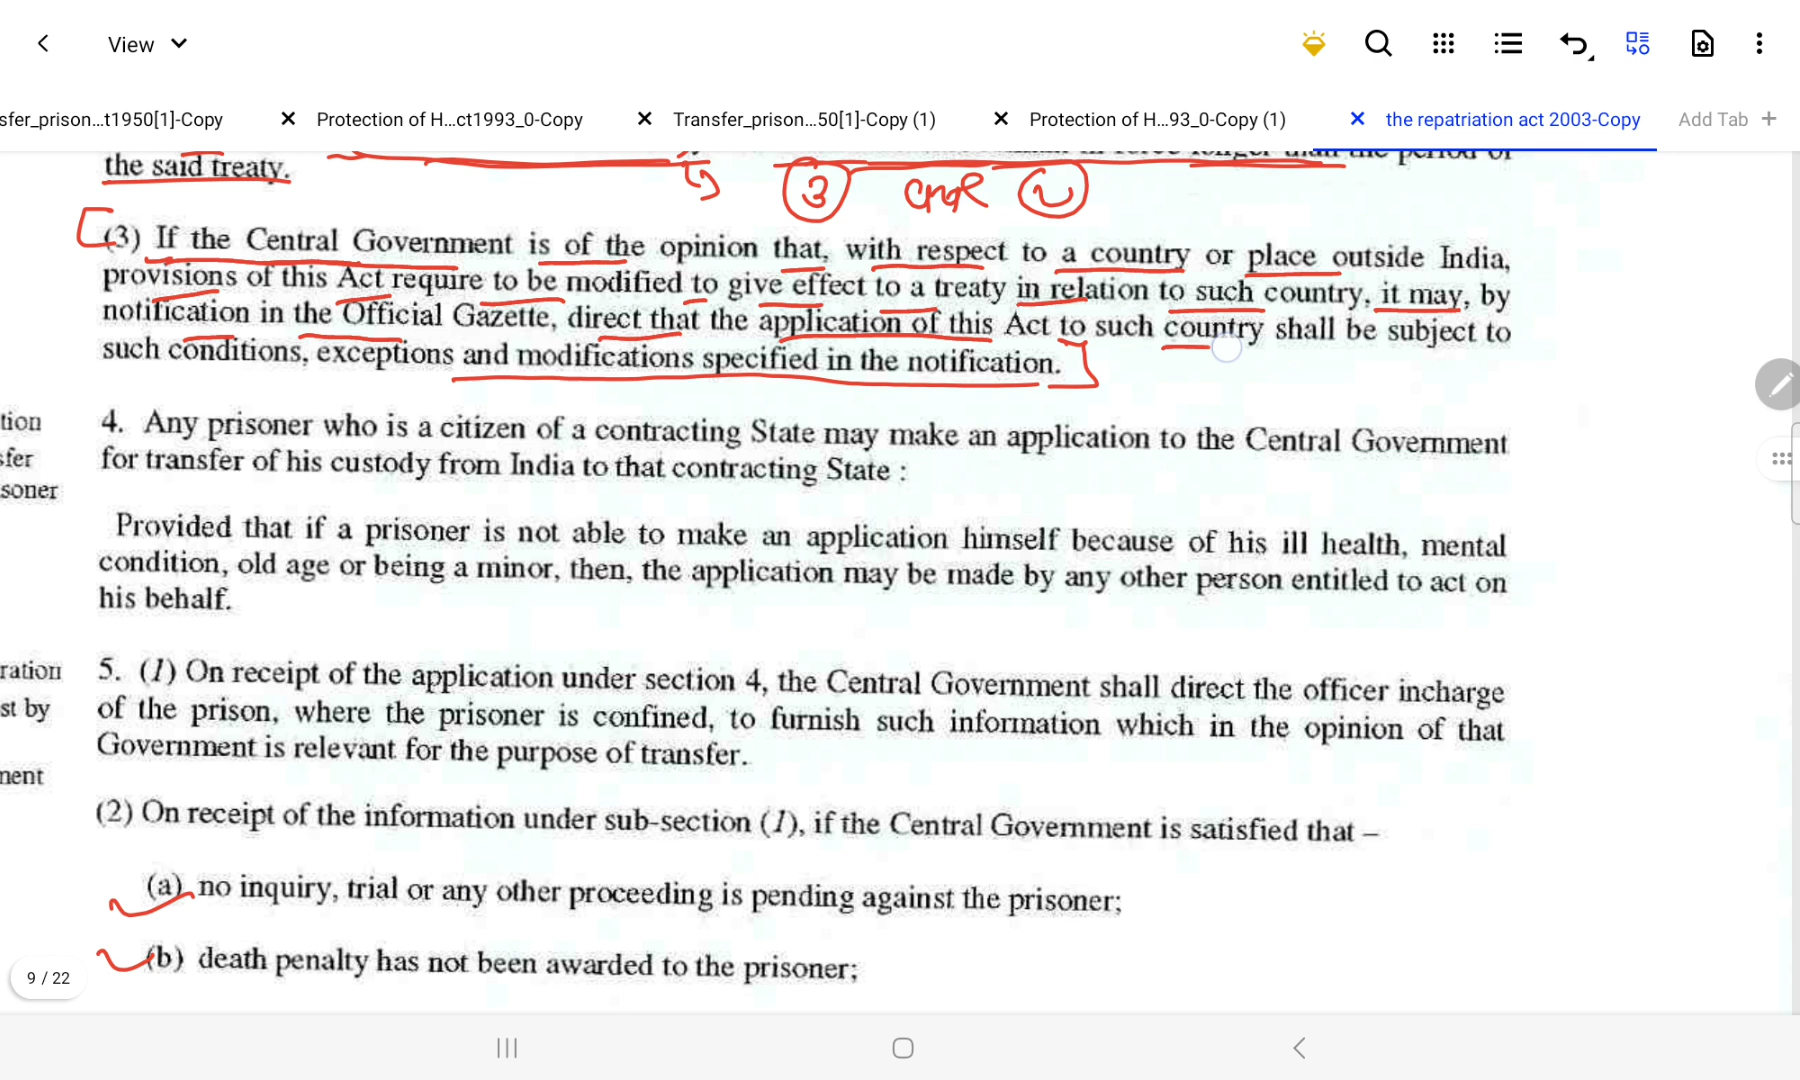 View
sfer_prison...t1950[1]-Copy
Protection of H...ct1993_0-Copy
Transfer_prison...50[1]-Copy (1)
Protection of H...93_0-Copy (1)
the repatriation act 2003-Copy
Add Tab +
longer than the period of
the said treaty.
3
2
(3) If the Central Government is of the opinion that, with respect to a country or place outside India,
provisions of this Act require to be modified to give effect to a treaty in relation to such country, it may, by
notification in the Official Gazette, direct that the application of this Act to such country shall be subject to
such conditions, exceptions and modifications specified in the notification.
tion
sfer
soner
4. Any prisoner who is a citizen of a contracting State may make an application to the Central Government
for transfer of his custody from India to that contracting State :
Provided that if a prisoner is not able to make an application himself because of his ill health, mental
condition, old age or being a minor, then, the application may be made by any other person entitled to act on
his behalf.
ration
st by
ment
5. (1) On receipt of the application under section 4, the Central Government shall direct the officer incharge
of the prison, where the prisoner is confined, to furnish such information which in the opinion of that
Government is relevant for the purpose of transfer.
(2) On receipt of the information under sub-section (1), if the Central Government is satisfied that –
(a) no inquiry, trial or any other proceeding is pending against the prisoner;
(b) death penalty has not been awarded to the prisoner;
9 / 22